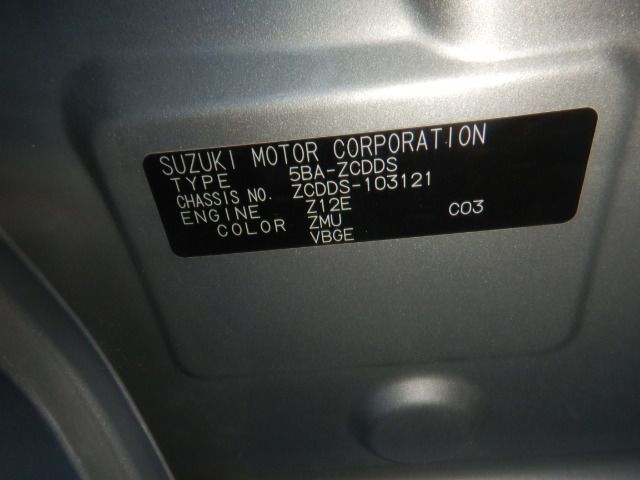 SUZUKI MOTOR CORPORATION
TYPE 5BA-ZCDDS
CHASSIS NO. ZCDDS-103121
ENGINE Z12E C03
COLOR ZMU
VBGE